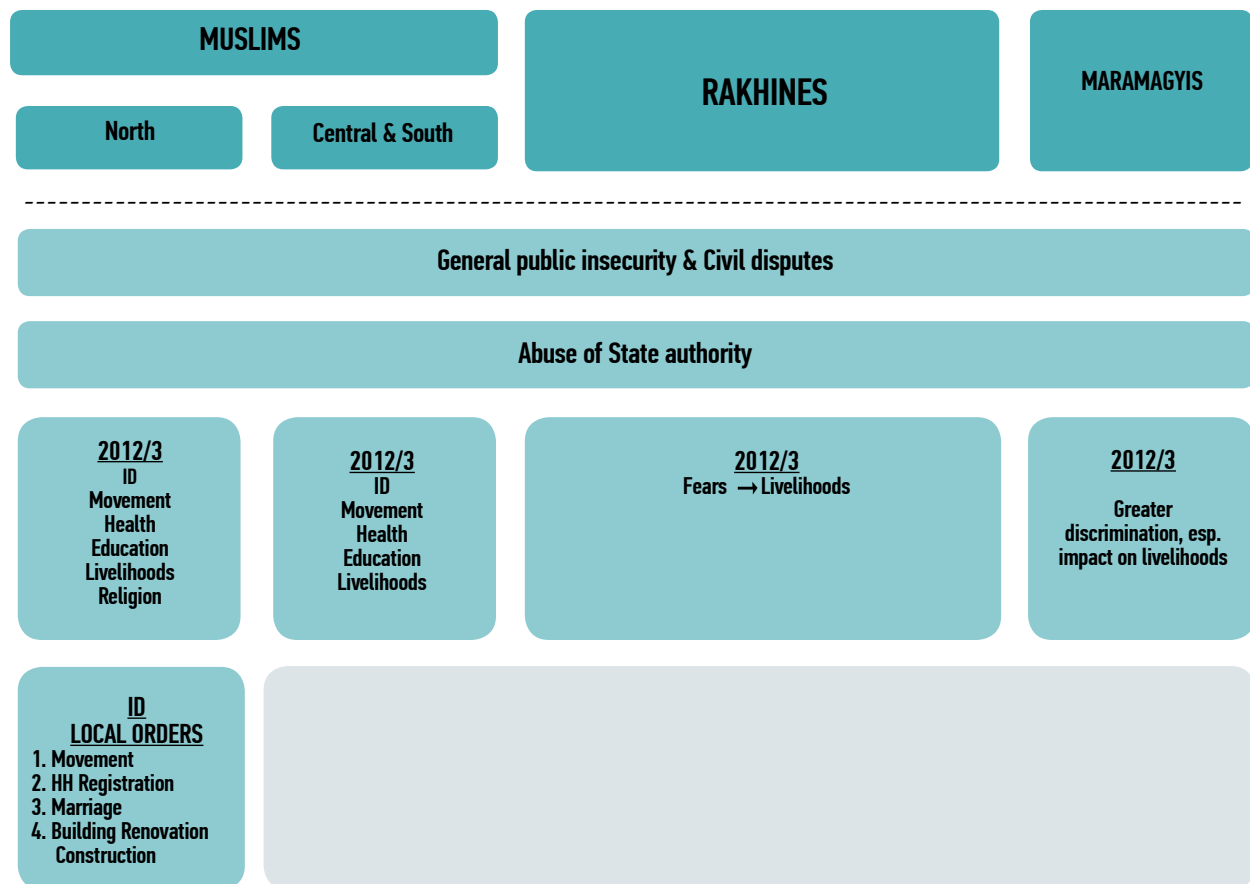 MUSLIMS
RAKHINES
MARAMAGYIS
North
Central & South
General public insecurity & Civil disputes
Abuse of State authority
2012/3
ID
Movement
Health
Education
Livelihoods
Religion
2012/3
ID
Movement
Health
Education
Livelihoods
2012/3
Fears → Livelihoods
2012/3
Greater
discrimination, esp.
impact on livelihoods
ID
LOCAL ORDERS
1. Movement
2. HH Registration
3. Marriage
4. Building Renovation
Construction